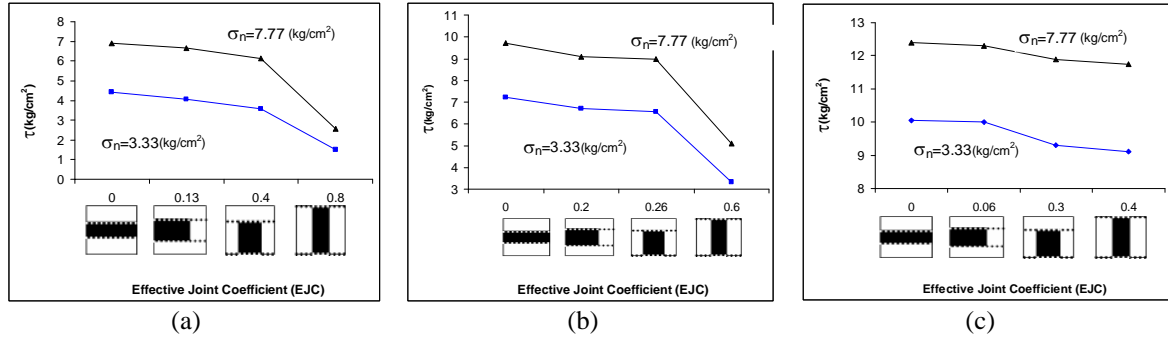 8
7
6
5
4
3
2
1
0
τ(kg/cm²)
σn=7.77 (kg/cm²)
σn=3.33(kg/cm²)
0 0.13 0.4 0.8
Effective Joint Coefficient (EJC)
(a)
11
10
9
8
7
6
5
4
3
τ(kg/cm²)
σn=7.77 (kg/cm²)
σn=3.33(kg/cm²)
0 0.2 0.26 0.6
Effective Joint Coefficient (EJC)
(b)
13
12
11
10
9
8
τ(kg/cm²)
σn=7.77 (kg/cm²)
σn=3.33(kg/cm²)
0 0.06 0.3 0.4
Effective Joint Coefficient (EJC)
(c)